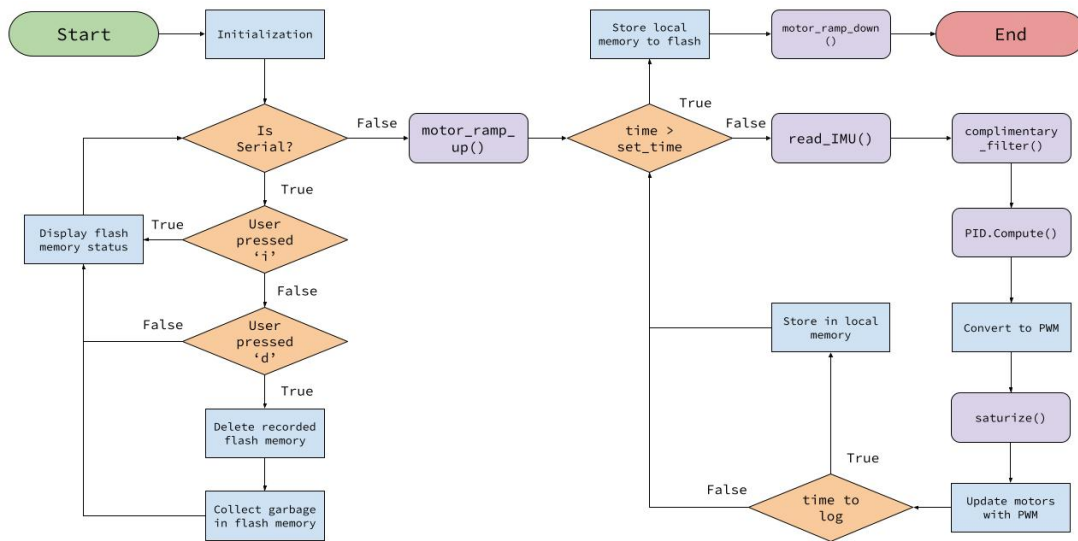 Start
Initialization
Is
Serial?
False
True
User
pressed
‘i’
True
Display flash
memory status
False
User
pressed
‘d’
False
True
Delete recorded
flash memory
Collect garbage
in flash memory
motor_ramp_
up()
time >
set_time
True
Store local
memory to flash
motor_ramp_down
()
End
False
read_IMU()
complimentary
_filter()
PID.Compute()
Convert to PWM
saturize()
Update motors
with PWM
time to
log
True
Store in local
memory
False